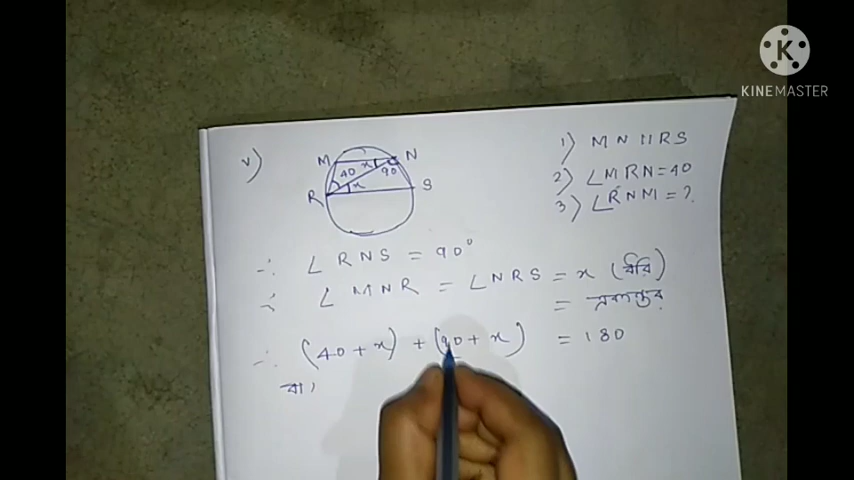 K
KINEMASTER
v)
M N
40 x 90
R x S
1) MN II RS
2) ∠MRN = 40
3) ∠RNM = ?
∴ ∠RNS = 90°
∴ ∠MNR = ∠NRS = x (ধরি)
= একান্তর
∴ (40 + x) + (90 + x) = 180
বা,